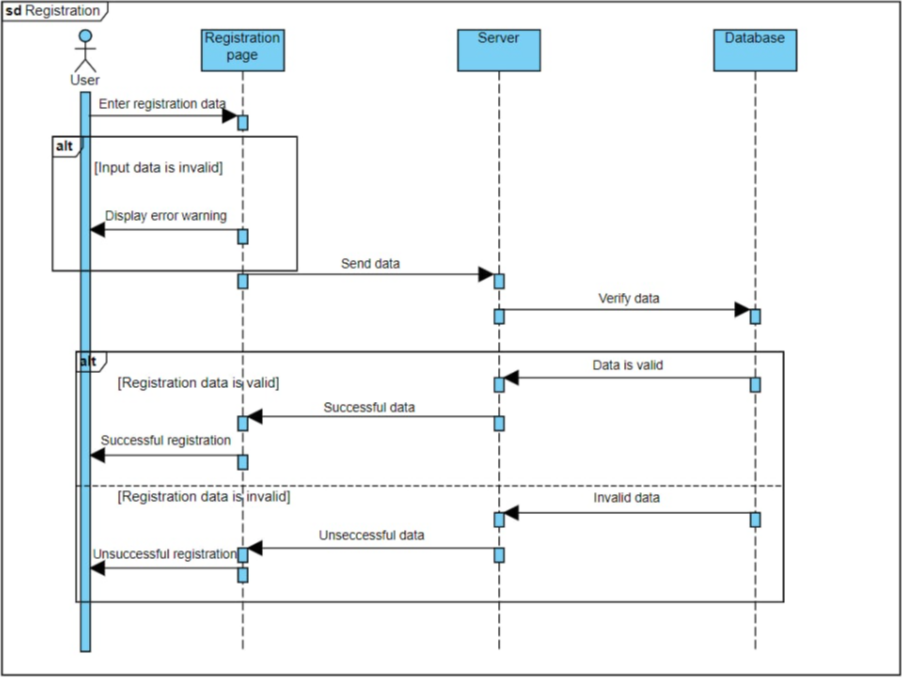 sd Registration
User
Registration
page
Server
Database
Enter registration data
alt
[Input data is invalid]
Display error warning
Send data
Verify data
alt
Data is valid
[Registration data is valid]
Successful data
Successful registration
[Registration data is invalid]
Invalid data
Unseccessful data
Unsuccessful registration